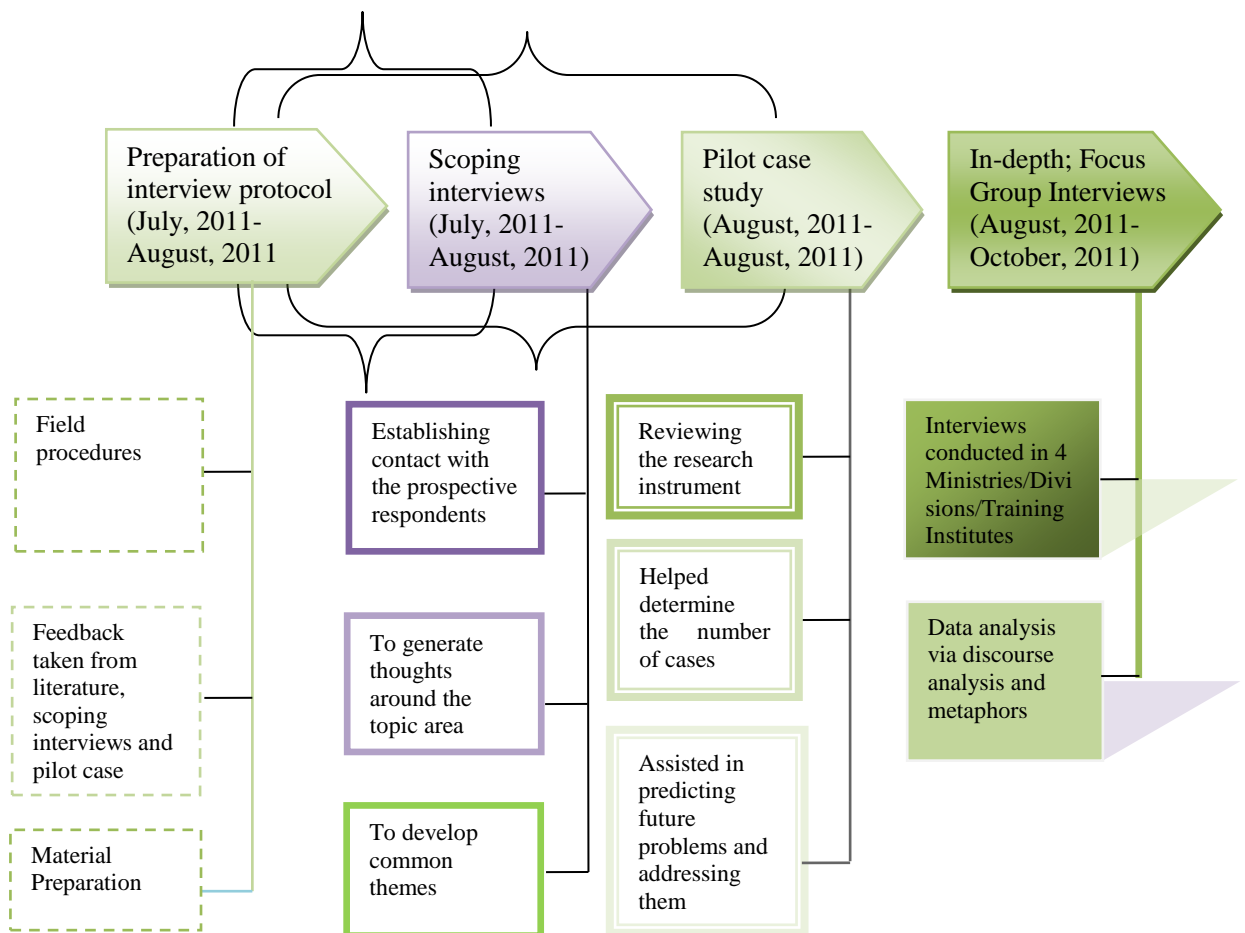 Preparation of
interview protocol
(July, 2011-
August, 2011
Scoping
interviews
(July, 2011-
August, 2011)
Pilot case
study
(August, 2011-
August, 2011)
In-depth; Focus
Group Interviews
(August, 2011-
October, 2011)
Field
procedures
Feedback
taken from
literature,
scoping
interviews and
pilot case
Material
Preparation
Establishing
contact with
the prospective
respondents
To generate
thoughts
around the
topic area
To develop
common
themes
Reviewing
the research
instrument
Helped
determine
the number
of cases
Assisted in
predicting
future
problems and
addressing
them
Interviews
conducted in 4
Ministries/Divi
sions/Training
Institutes
Data analysis
via discourse
analysis and
metaphors